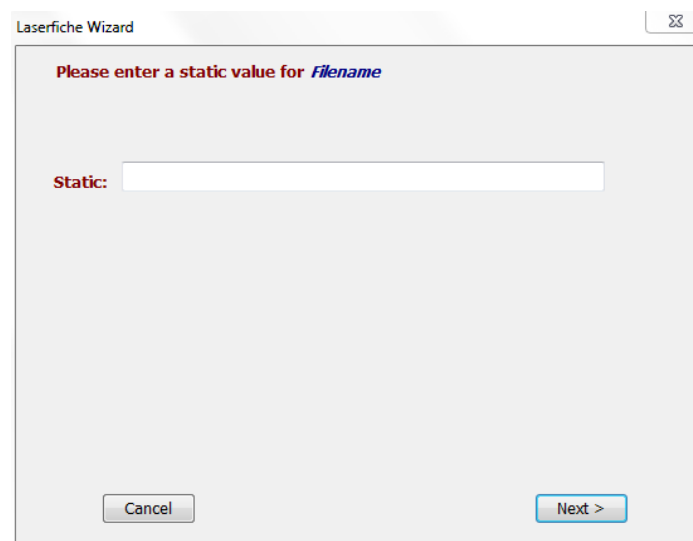 Laserfiche Wizard
Please enter a static value for Filename
Static:
Cancel
Next >